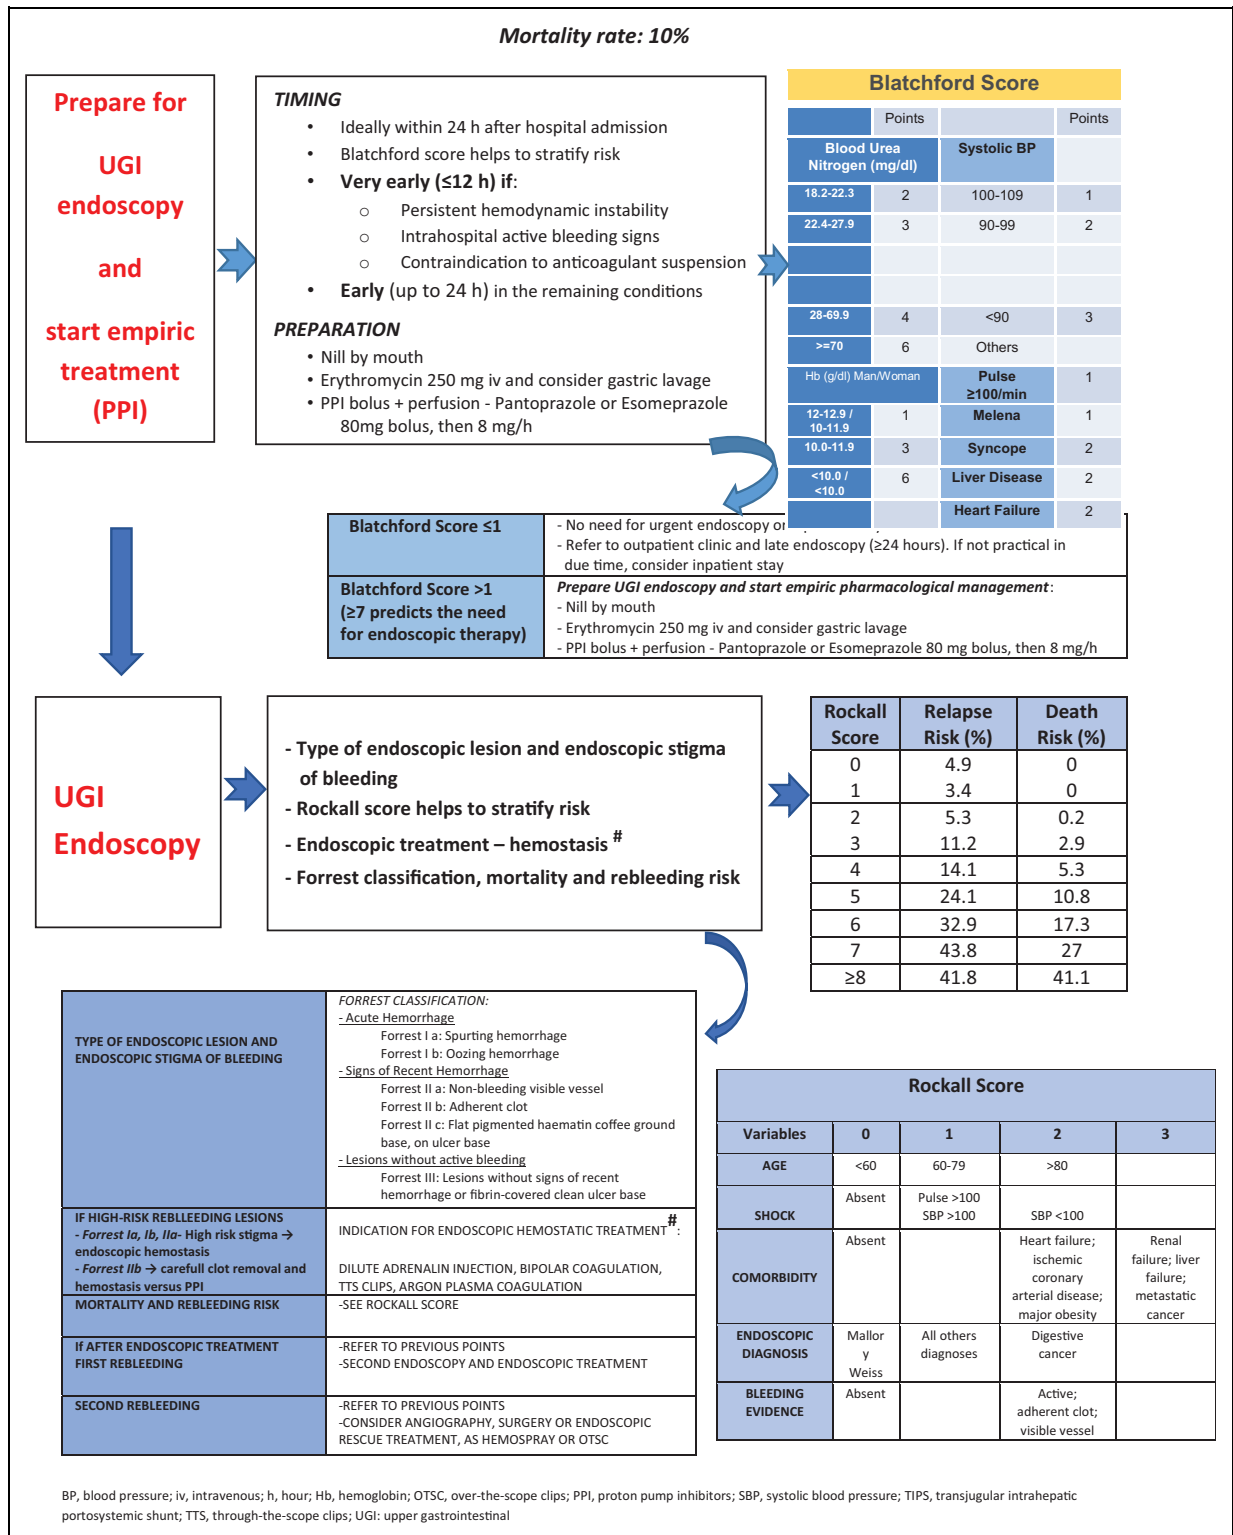 Mortality rate: 10%
Prepare for
UGI
endoscopy
and
start empiric
treatment
(PPI)
TIMING
• Ideally within 24 h after hospital admission
• Blatchford score helps to stratify risk
• Very early (≤12 h) if:
o Persistent hemodynamic instability
o Intrahospital active bleeding signs
o Contraindication to anticoagulant suspension
• Early (up to 24 h) in the remaining conditions
PREPARATION
• Nill by mouth
• Erythromycin 250 mg iv and consider gastric lavage
• PPI bolus + perfusion - Pantoprazole or Esomeprazole
80mg bolus, then 8 mg/h
Blatchford Score
Points Points
Blood Urea Systolic BP
Nitrogen (mg/dl)
18.2-22.3 2 100-109 1
22.4-27.9 3 90-99 2
28-69.9 4 <90 3
>=70 6 Others
Hb (g/dl) Man/Woman Pulse 1
≥100/min
12-12.9 / 1 Melena 1
10-11.9
10.0-11.9 3 Syncope 2
<10.0 / 6 Liver Disease 2
<10.0
Heart Failure 2
Blatchford Score ≤1
- No need for urgent endoscopy
- Refer to outpatient clinic and late endoscopy (≥24 hours). If not practical in
due time, consider inpatient stay
Blatchford Score >1
(≥7 predicts the need
for endoscopic therapy)
Prepare UGI endoscopy and start empiric pharmacological management:
- Nill by mouth
- Erythromycin 250 mg iv and consider gastric lavage
- PPI bolus + perfusion - Pantoprazole or Esomeprazole 80 mg bolus, then 8 mg/h
UGI
Endoscopy
- Type of endoscopic lesion and endoscopic stigma
of bleeding
- Rockall score helps to stratify risk
- Endoscopic treatment – hemostasis #
- Forrest classification, mortality and rebleeding risk
Rockall Relapse Death
Score Risk (%) Risk (%)
0 4.9 0
1 3.4 0
2 5.3 0.2
3 11.2 2.9
4 14.1 5.3
5 24.1 10.8
6 32.9 17.3
7 43.8 27
≥8 41.8 41.1
TYPE OF ENDOSCOPIC LESION AND
ENDOSCOPIC STIGMA OF BLEEDING
FORREST CLASSIFICATION:
- Acute Hemorrhage
Forrest I a: Spurting hemorrhage
Forrest I b: Oozing hemorrhage
- Signs of Recent Hemorrhage
Forrest II a: Non-bleeding visible vessel
Forrest II b: Adherent clot
Forrest II c: Flat pigmented haematin coffee ground
base, on ulcer base
- Lesions without active bleeding
Forrest III: Lesions without signs of recent
hemorrhage or fibrin-covered clean ulcer base
IF HIGH-RISK REBLLEEDING LESIONS
- Forrest Ia, Ib, IIa- High risk stigma →
endoscopic hemostasis
- Forrest IIb → carefull clot removal and
hemostasis versus PPI
INDICATION FOR ENDOSCOPIC HEMOSTATIC TREATMENT#:
DILUTE ADRENALIN INJECTION, BIPOLAR COAGULATION,
TTS CLIPS, ARGON PLASMA COAGULATION
MORTALITY AND REBLEEDING RISK
-SEE ROCKALL SCORE
If AFTER ENDOSCOPIC TREATMENT
FIRST REBLEEDING
-REFER TO PREVIOUS POINTS
-SECOND ENDOSCOPY AND ENDOSCOPIC TREATMENT
SECOND REBLEEDING
-REFER TO PREVIOUS POINTS
-CONSIDER ANGIOGRAPHY, SURGERY OR ENDOSCOPIC
RESCUE TREATMENT, AS HEMOSPRAY OR OTSC
Rockall Score
Variables 0 1 2 3
AGE <60 60-79 >80
SHOCK
Absent
Pulse >100
SBP >100
SBP <100
COMORBIDITY
Absent
Heart failure;
ischemic
coronary
arterial disease;
major obesity
Renal
failure; liver
failure;
metastatic
cancer
ENDOSCOPIC
DIAGNOSIS
Mallor
y
Weiss
All others
diagnoses
Digestive
cancer
BLEEDING
EVIDENCE
Absent
Active;
adherent clot;
visible vessel
BP, blood pressure; iv, intravenous; h, hour; Hb, hemoglobin; OTSC, over-the-scope clips; PPI, proton pump inhibitors; SBP, systolic blood pressure; TIPS, transjugular intrahepatic
portosystemic shunt; TTS, through-the-scope clips; UGI: upper gastrointestinal